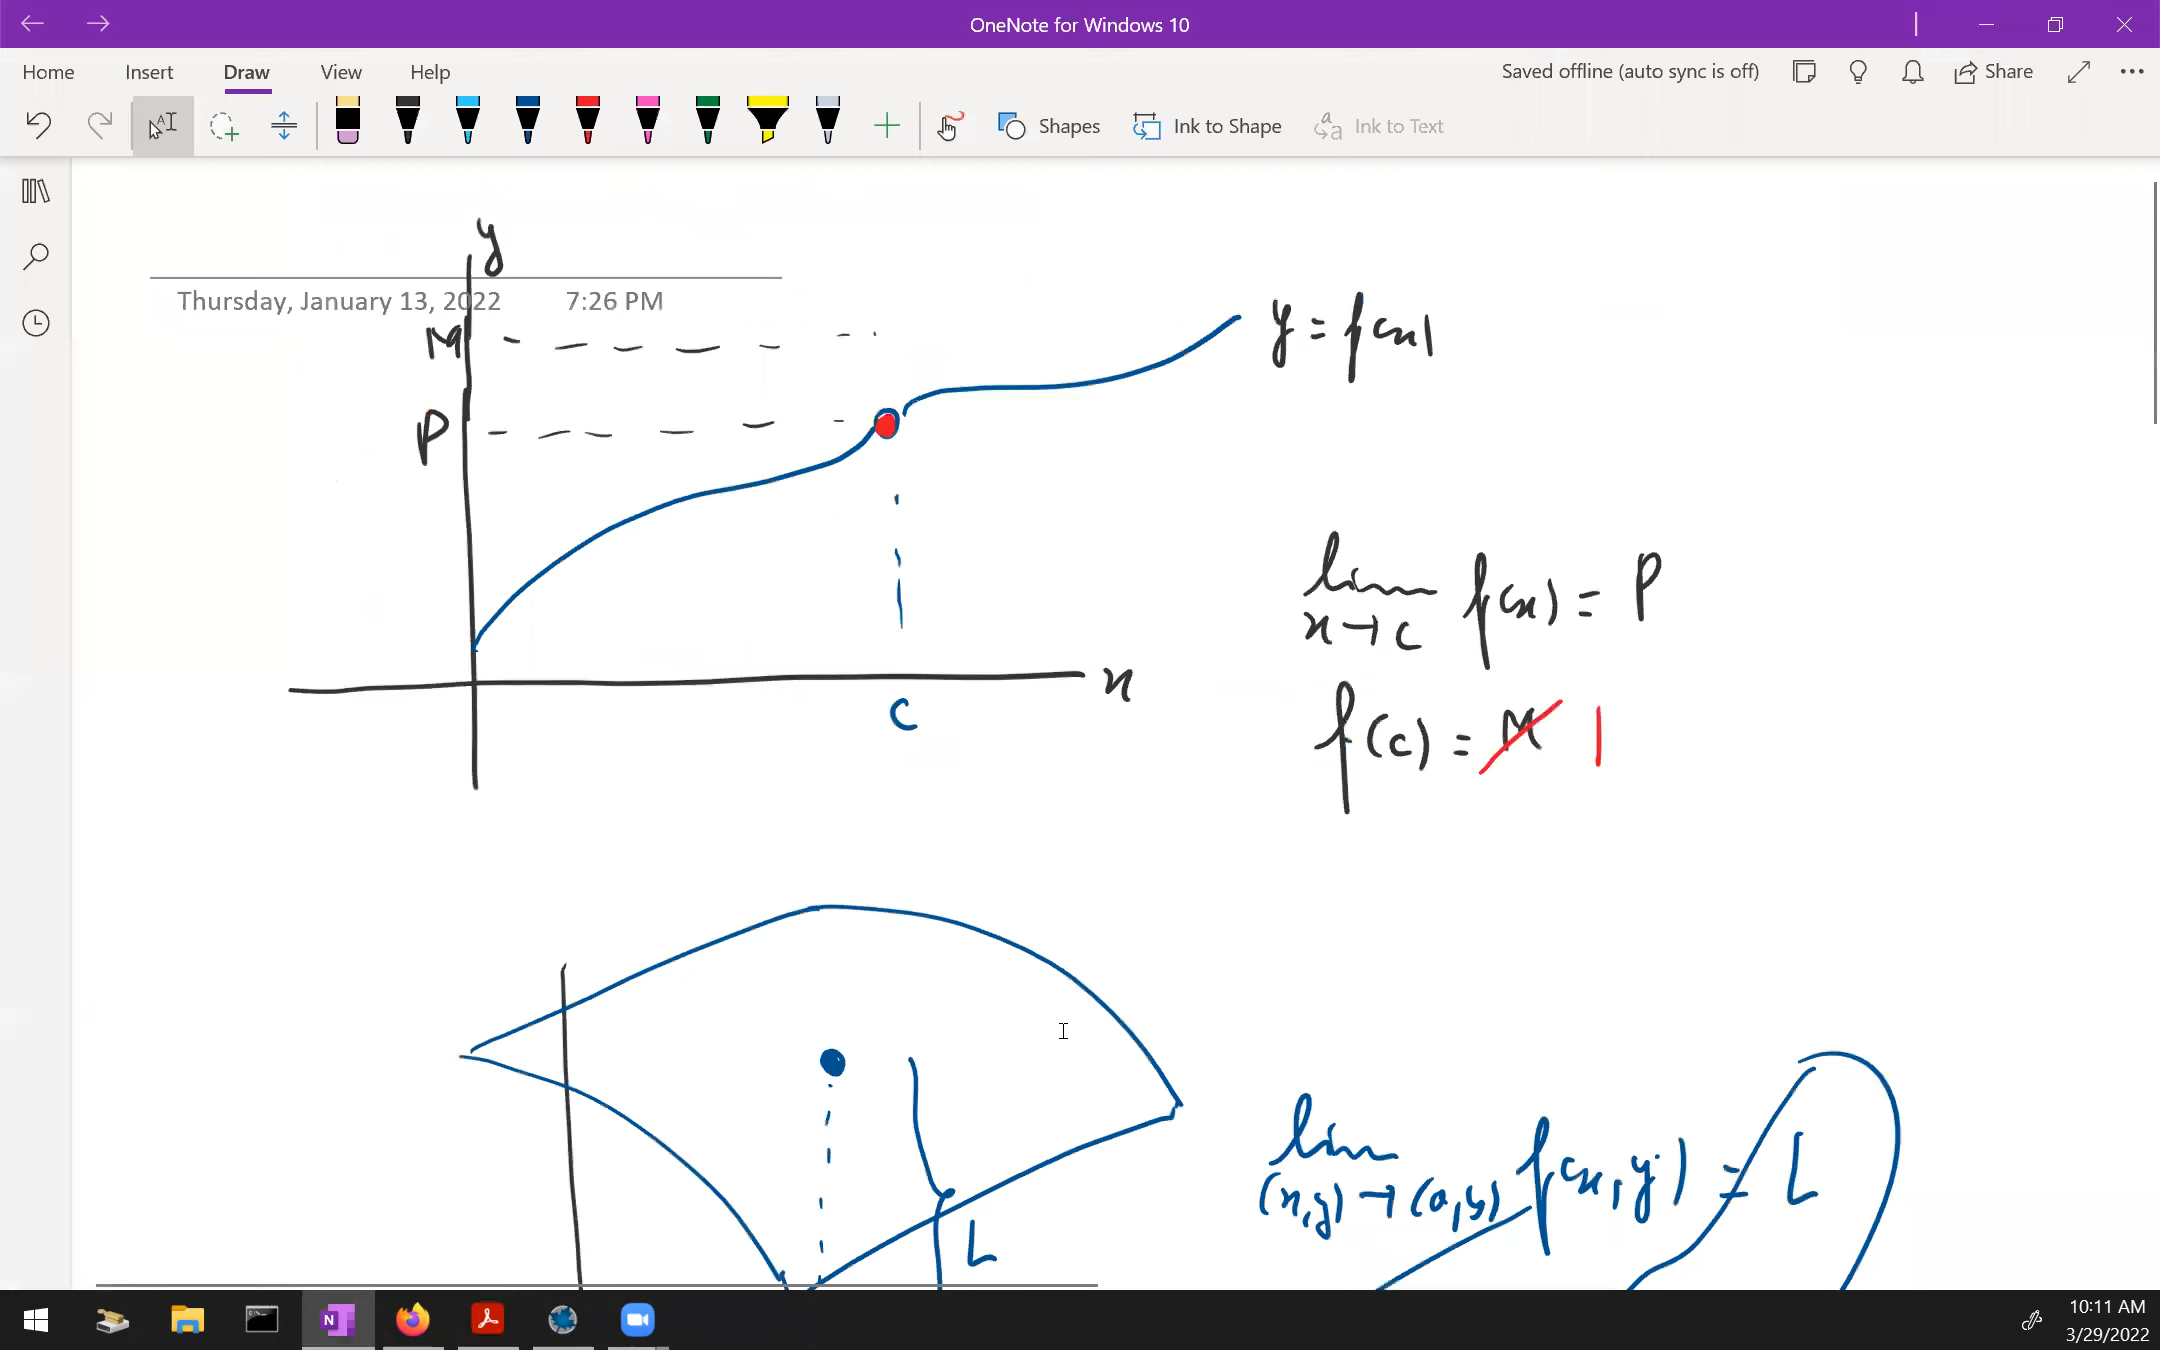 OneNote for Windows 10
Home Insert Draw View Help Saved offline (auto sync is off) Share
Shapes Ink to Shape Ink to Text
y
Thursday, January 13, 2022 7:26 PM
M
y = f(x)
P
lim f(x) = P
x→c
x
c
f(c) = M
lim f(x,y) = L
(x,y)→(a,b)
L
10:11 AM
3/29/2022